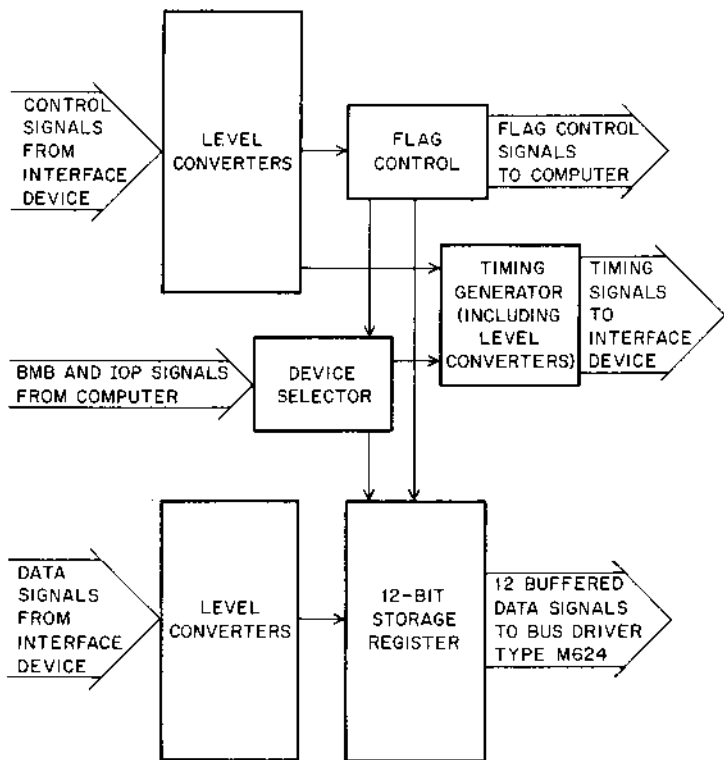 CONTROL
SIGNALS
FROM
INTERFACE
DEVICE
LEVEL
CONVERTERS
FLAG
CONTROL
FLAG CONTROL
SIGNALS
TO COMPUTER
TIMING
GENERATOR
(INCLUDING
LEVEL
CONVERTERS)
TIMING
SIGNALS
TO
INTERFACE
DEVICE
BMB AND IOP SIGNALS
FROM COMPUTER
DEVICE
SELECTOR
DATA
SIGNALS
FROM
INTERFACE
DEVICE
LEVEL
CONVERTERS
12-BIT
STORAGE
REGISTER
12 BUFFERED
DATA SIGNALS
TO BUS DRIVER
TYPE M624